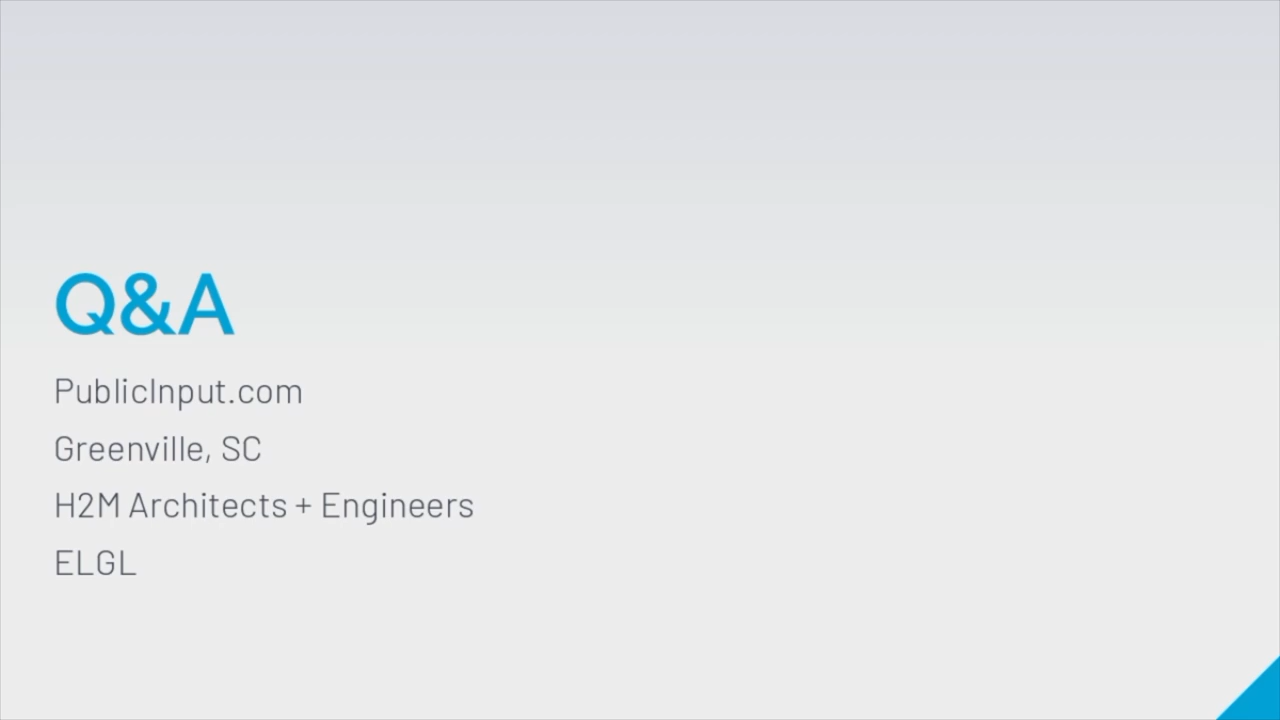 Q&A
PublicInput.com
Greenville, SC
H2M Architects + Engineers
ELGL